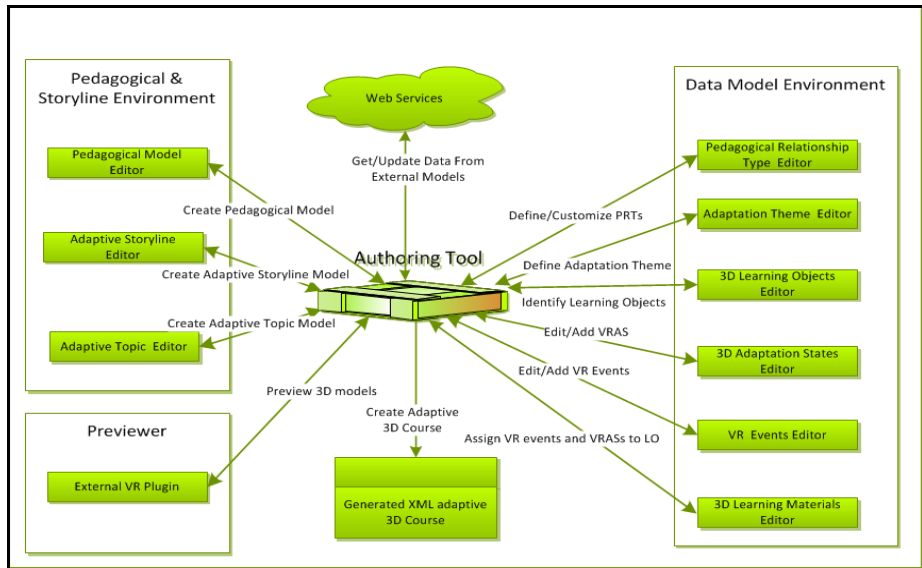 Pedagogical &
Storyline Environment
Pedagogical Model
Editor
Adaptive Storyline
Editor
Adaptive Topic Editor
Previewer
External VR Plugin
Web Services
Get/Update Data From
External Models
Create Pedagogical Model
Authoring Tool
Create Adaptive Storyline Model
Create Adaptive Topic Model
Preview 3D models
Create Adaptive
3D Course
Generated XML adaptive
3D Course
Define/Customize PRTs
Define Adaptation Theme
Identify Learning Objects
Edit/Add VRAS
Edit/Add VR Events
Assign VR events and VRASs to LO
Data Model Environment
Pedagogical Relationship
Type Editor
Adaptation Theme Editor
3D Learning Objects
Editor
3D Adaptation States
Editor
VR Events Editor
3D Learning Materials
Editor